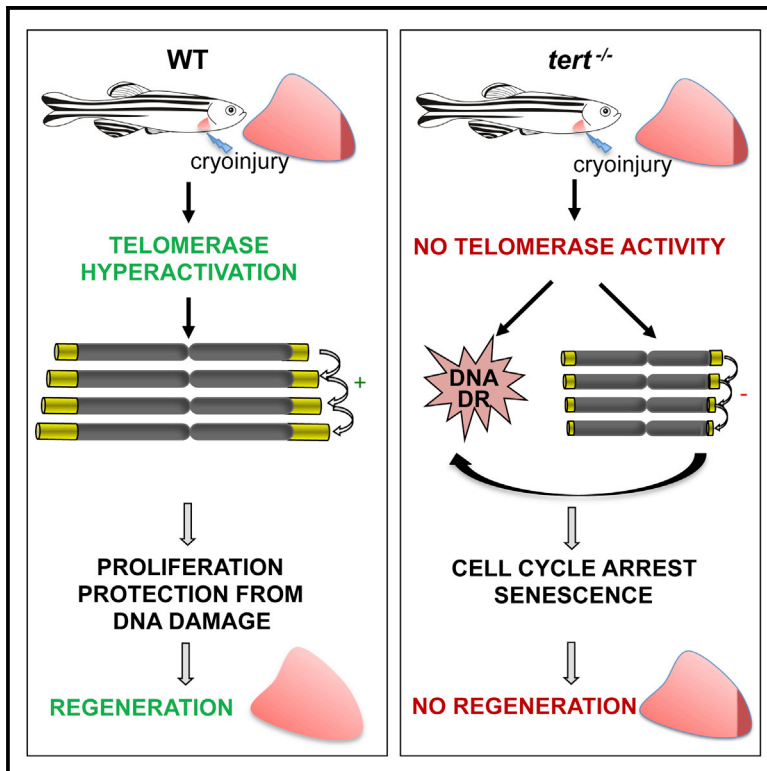 WT
cryoinjury
TELOMERASE
HYPERACTIVATION
+
PROLIFERATION
PROTECTION FROM
DNA DAMAGE
REGENERATION
tert -/-
cryoinjury
NO TELOMERASE ACTIVITY
DNA
DR
-
CELL CYCLE ARREST
SENESCENCE
NO REGENERATION